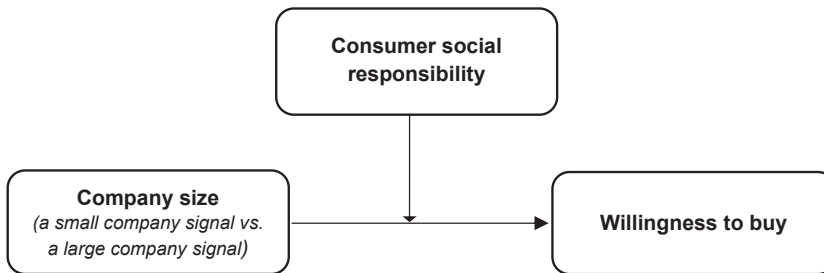 Consumer social
responsibility
Company size
(a small company signal vs.
a large company signal)
Willingness to buy